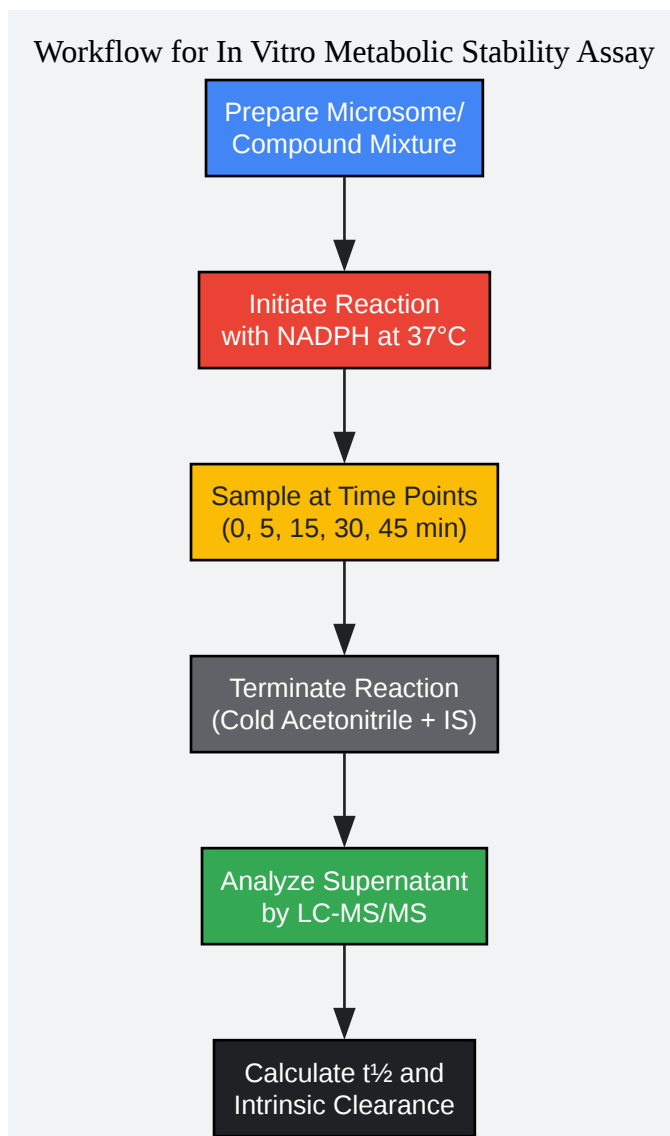 Workflow for In Vitro Metabolic Stability Assay
Prepare Microsome/
Compound Mixture
Initiate Reaction
with NADPH at 37°C
Sample at Time Points
(0, 5, 15, 30, 45 min)
Terminate Reaction
(Cold Acetonitrile + IS)
Analyze Supernatant
by LC-MS/MS
Calculate t½ and
Intrinsic Clearance